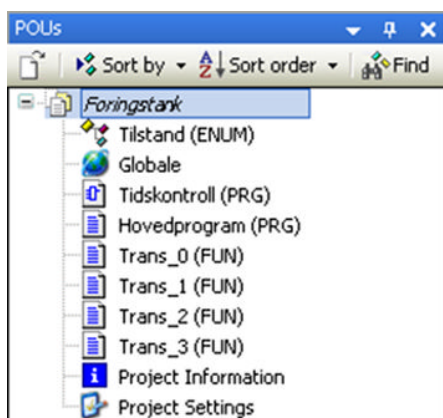 POUs
Sort by Sort order Find
Foringstank
Tilstand (ENUM)
Globale
Tidskontroll (PRG)
Hovedprogram (PRG)
Trans_0 (FUN)
Trans_1 (FUN)
Trans_2 (FUN)
Trans_3 (FUN)
Project Information
Project Settings